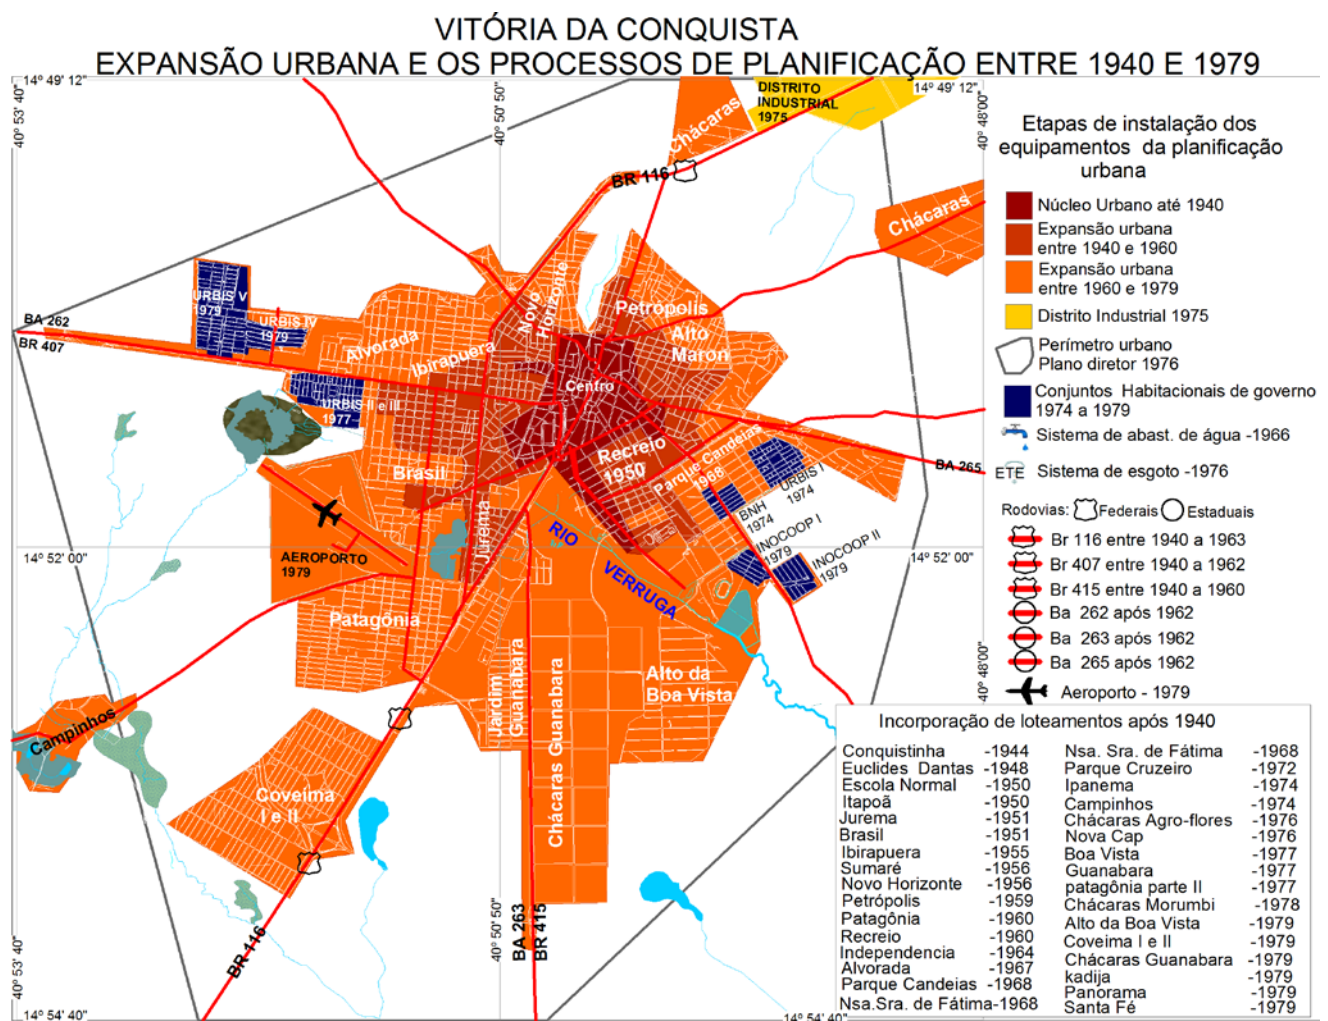 VITÓRIA DA CONQUISTA
EXPANSÃO URBANA E OS PROCESSOS DE PLANIFICAÇÃO ENTRE 1940 E 1979
14º 49' 12"
40º 53' 40"
40º 50' 50"
14º 49' 12"
40º 48'00"
DISTRITO
INDUSTRIAL
1975
Chácaras
BR 116
Chácaras
URBIS V
1979
URBIS IV
1979
BA 262
BR 407
Alvorada
Ibirapuera
Novo
Horizonte
Petrópolis
Alto
Maron
Centro
URBIS II e III
1977
Brasil
Recreio
1950
Parque Candeias
1968
URBIS I
1974
BNH
1974
BA 265
INOCOOP I
1979
INOCOOP II
1979
Jurema
RIO
VERRUGA
14º 52' 00"
14º 52' 00"
AEROPORTO
1979
Patagônia
Jardim
Guanabara
Chácaras Guanabara
Alto da
Boa Vista
40º 48'00"
Campinhos
Coveima
I e II
BR 116
BA 263
BR 415
40º 50' 50"
40º 53' 40"
14º 54' 40"
14º 54' 40"
Etapas de instalação dos
equipamentos da planificação
urbana
Núcleo Urbano até 1940
Expansão urbana
entre 1940 e 1960
Expansão urbana
entre 1960 e 1979
Distrito Industrial 1975
Perímetro urbano
Plano diretor 1976
Conjuntos Habitacionais de governo
1974 a 1979
Sistema de abast. de água -1966
ETE Sistema de esgoto -1976
Rodovias: Federais Estaduais
Br 116 entre 1940 a 1963
Br 407 entre 1940 a 1962
Br 415 entre 1940 a 1960
Ba 262 após 1962
Ba 263 após 1962
Ba 265 após 1962
Aeroporto - 1979
Incorporação de loteamentos após 1940
Conquistinha -1944
Euclides Dantas -1948
Escola Normal -1950
Itapoã -1950
Jurema -1951
Brasil -1951
Ibirapuera -1955
Sumaré -1956
Novo Horizonte -1956
Petrópolis -1959
Patagônia -1960
Recreio -1960
Independencia -1964
Alvorada -1967
Parque Candeias -1968
Nsa.Sra. de Fátima-1968
Nsa. Sra. de Fátima -1968
Parque Cruzeiro -1972
Ipanema -1974
Campinhos -1974
Chácaras Agro-flores -1976
Nova Cap -1976
Boa Vista -1977
Guanabara -1977
patagônia parte II -1977
Chácaras Morumbi -1978
Alto da Boa Vista -1979
Coveima I e II -1979
Chácaras Guanabara -1979
kadija -1979
Panorama -1979
Santa Fé -1979